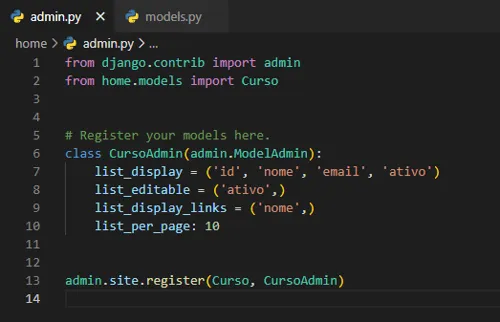 admin.py × models.py
home > admin.py > ...
1 from django.contrib import admin
2 from home.models import Curso
3
4
5 # Register your models here.
6 class CursoAdmin(admin.ModelAdmin):
7     list_display = ('id', 'nome', 'email', 'ativo')
8     list_editable = ('ativo',)
9     list_display_links = ('nome',)
10     list_per_page: 10
11
12
13 admin.site.register(Curso, CursoAdmin)
14